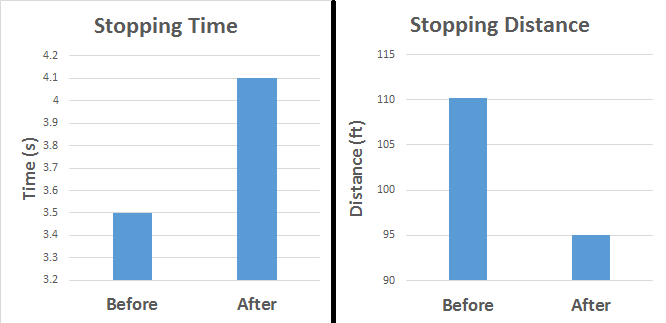 Stopping Time
Time (s)
4.2
4.1
4
3.9
3.8
3.7
3.6
3.5
3.4
3.3
3.2
Before After
Stopping Distance
Distance (ft)
115
110
105
100
95
90
Before After